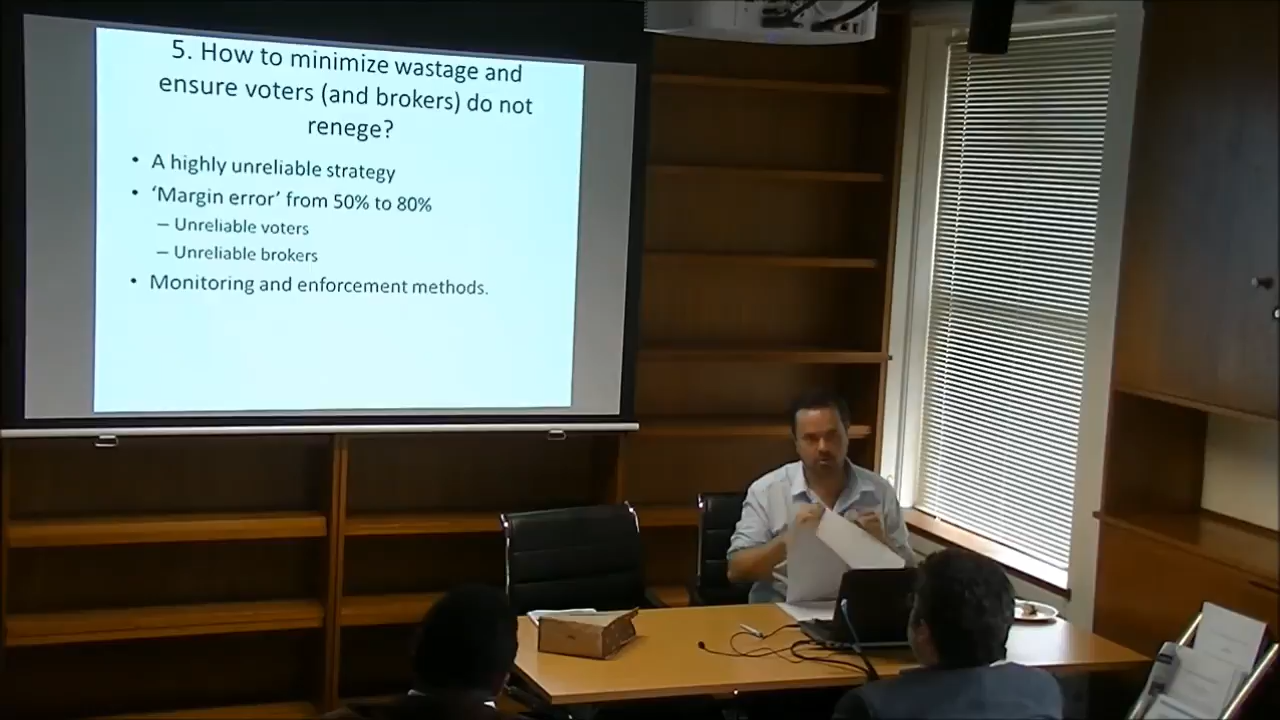 5. How to minimize wastage and
ensure voters (and brokers) do not
renege?
• A highly unreliable strategy
• ‘Margin error’ from 50% to 80%
– Unreliable voters
– Unreliable brokers
• Monitoring and enforcement methods.